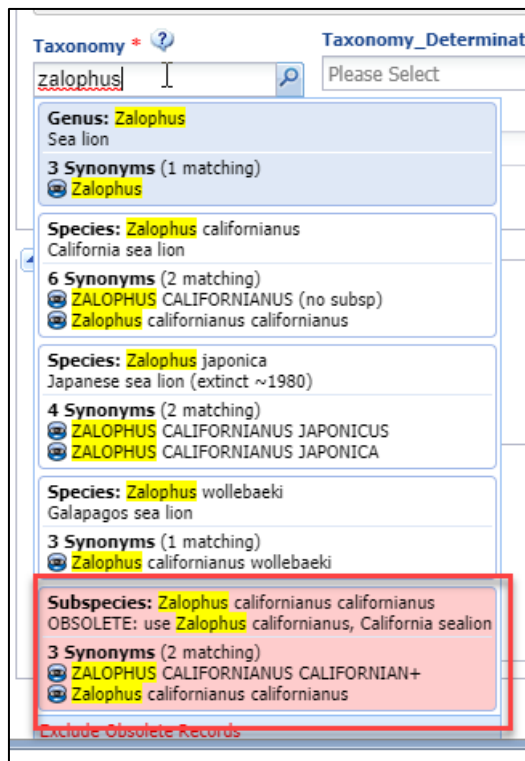 Taxonomy * ?
Taxonomy_Determinat
zalophus
Please Select
Genus: Zalophus
Sea lion
3 Synonyms (1 matching)
Zalophus
Species: Zalophus californianus
California sea lion
6 Synonyms (2 matching)
ZALOPHUS CALIFORNIANUS (no subsp)
Zalophus californianus californianus
Species: Zalophus japonica
Japanese sea lion (extinct ~1980)
4 Synonyms (2 matching)
ZALOPHUS CALIFORNIANUS JAPONICUS
ZALOPHUS CALIFORNIANUS JAPONICA
Species: Zalophus wollebaeki
Galapagos sea lion
3 Synonyms (1 matching)
Zalophus californianus wollebaeki
Subspecies: Zalophus californianus californianus
OBSOLETE: use Zalophus californianus, California sealion
3 Synonyms (2 matching)
ZALOPHUS CALIFORNIANUS CALIFORNIAN+
Zalophus californianus californianus
Exclude Obsolete Records